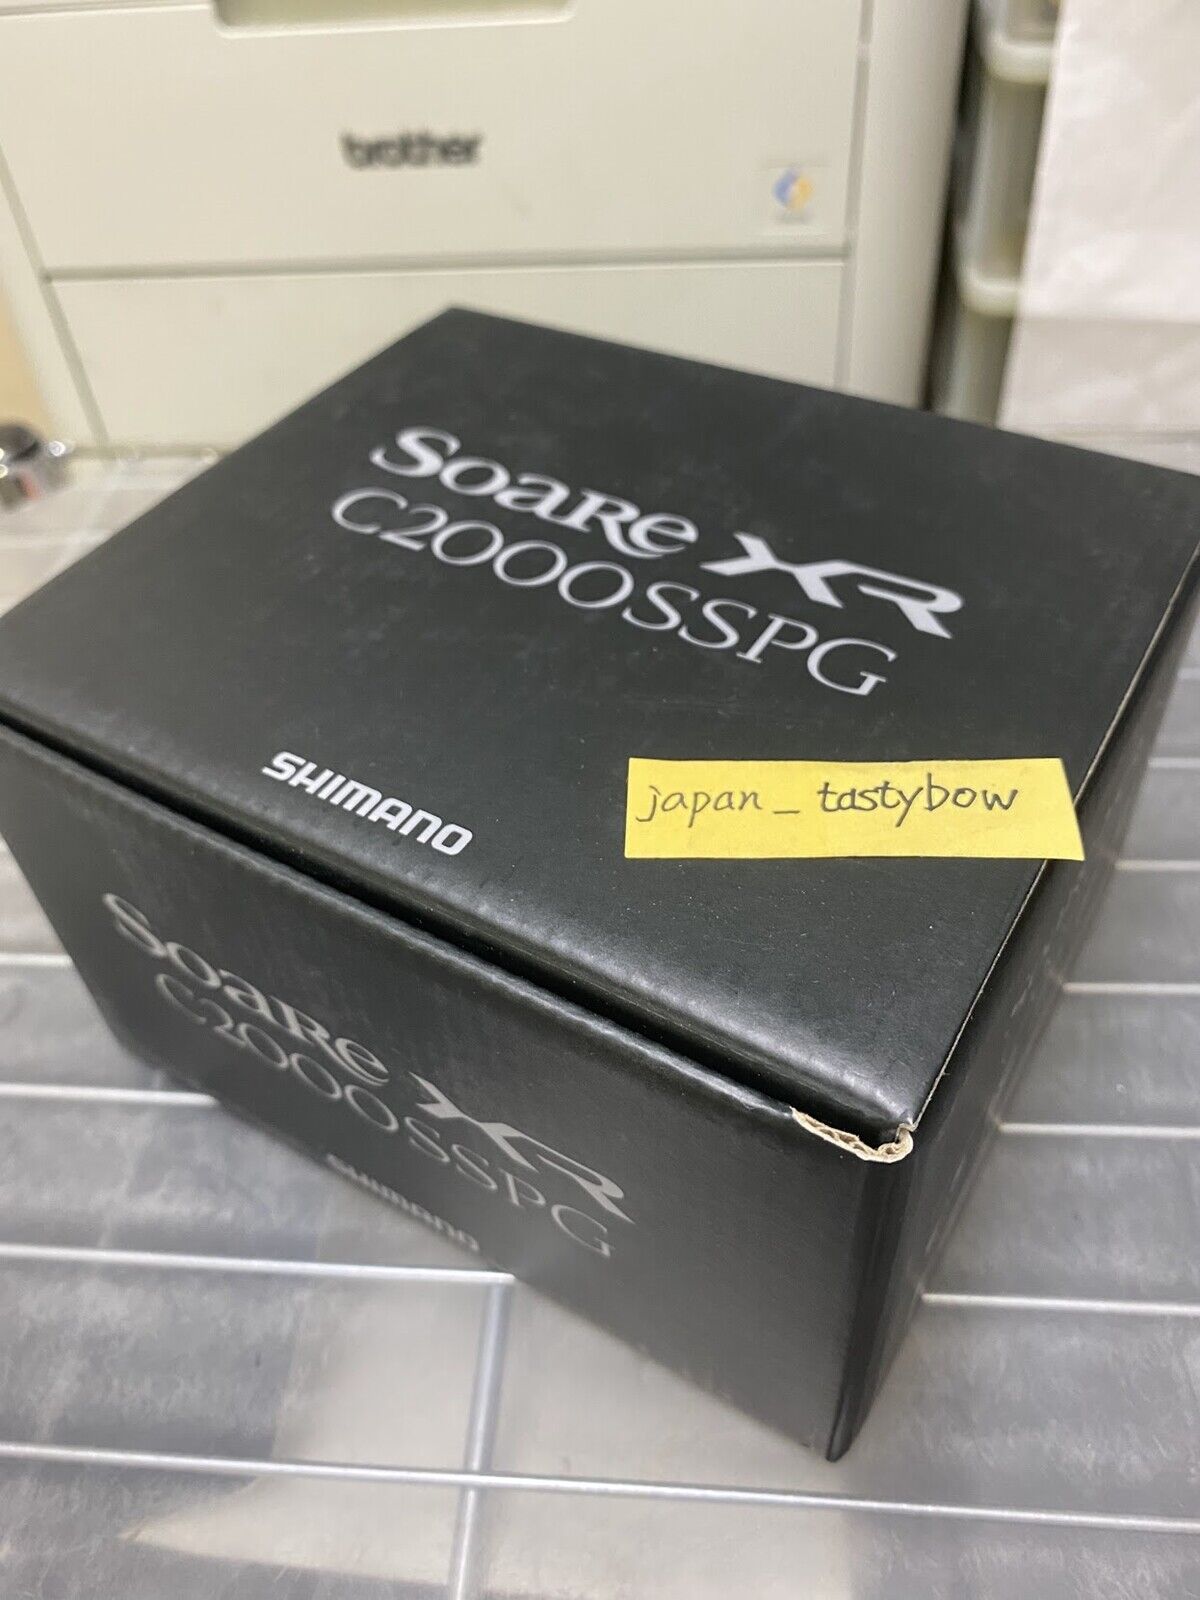 brother
Soare XR
C2000SSPG
SHIMANO
japan_tastybow
Soare XR
C2000SSPG
SHIMANO